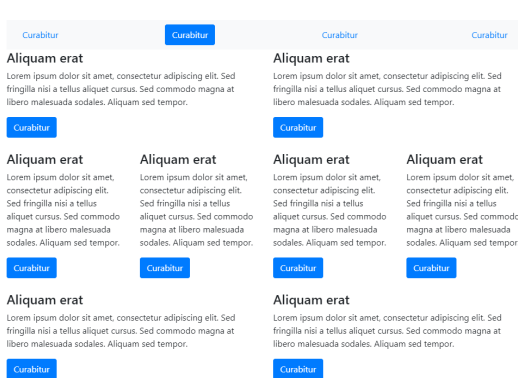 Curabitur Curabitur Curabitur Curabitur
Aliquam erat
Lorem ipsum dolor sit amet, consectetur adipiscing elit. Sed
fringilla nisi a tellus aliquet cursus. Sed commodo magna at
libero malesuada sodales. Aliquam sed tempor.
Curabitur
Aliquam erat
Lorem ipsum dolor sit amet, consectetur adipiscing elit. Sed
fringilla nisi a tellus aliquet cursus. Sed commodo magna at
libero malesuada sodales. Aliquam sed tempor.
Curabitur
Aliquam erat
Lorem ipsum dolor sit amet,
consectetur adipiscing elit.
Sed fringilla nisi a tellus
aliquet cursus. Sed commodo
magna at libero malesuada
sodales. Aliquam sed tempor.
Curabitur
Aliquam erat
Lorem ipsum dolor sit amet,
consectetur adipiscing elit.
Sed fringilla nisi a tellus
aliquet cursus. Sed commodo
magna at libero malesuada
sodales. Aliquam sed tempor.
Curabitur
Aliquam erat
Lorem ipsum dolor sit amet,
consectetur adipiscing elit.
Sed fringilla nisi a tellus
aliquet cursus. Sed commodo
magna at libero malesuada
sodales. Aliquam sed tempor.
Curabitur
Aliquam erat
Lorem ipsum dolor sit amet,
consectetur adipiscing elit.
Sed fringilla nisi a tellus
aliquet cursus. Sed commodo
magna at libero malesuada
sodales. Aliquam sed tempor.
Curabitur
Aliquam erat
Lorem ipsum dolor sit amet, consectetur adipiscing elit. Sed
fringilla nisi a tellus aliquet cursus. Sed commodo magna at
libero malesuada sodales. Aliquam sed tempor.
Curabitur
Aliquam erat
Lorem ipsum dolor sit amet, consectetur adipiscing elit. Sed
fringilla nisi a tellus aliquet cursus. Sed commodo magna at
libero malesuada sodales. Aliquam sed tempor.
Curabitur